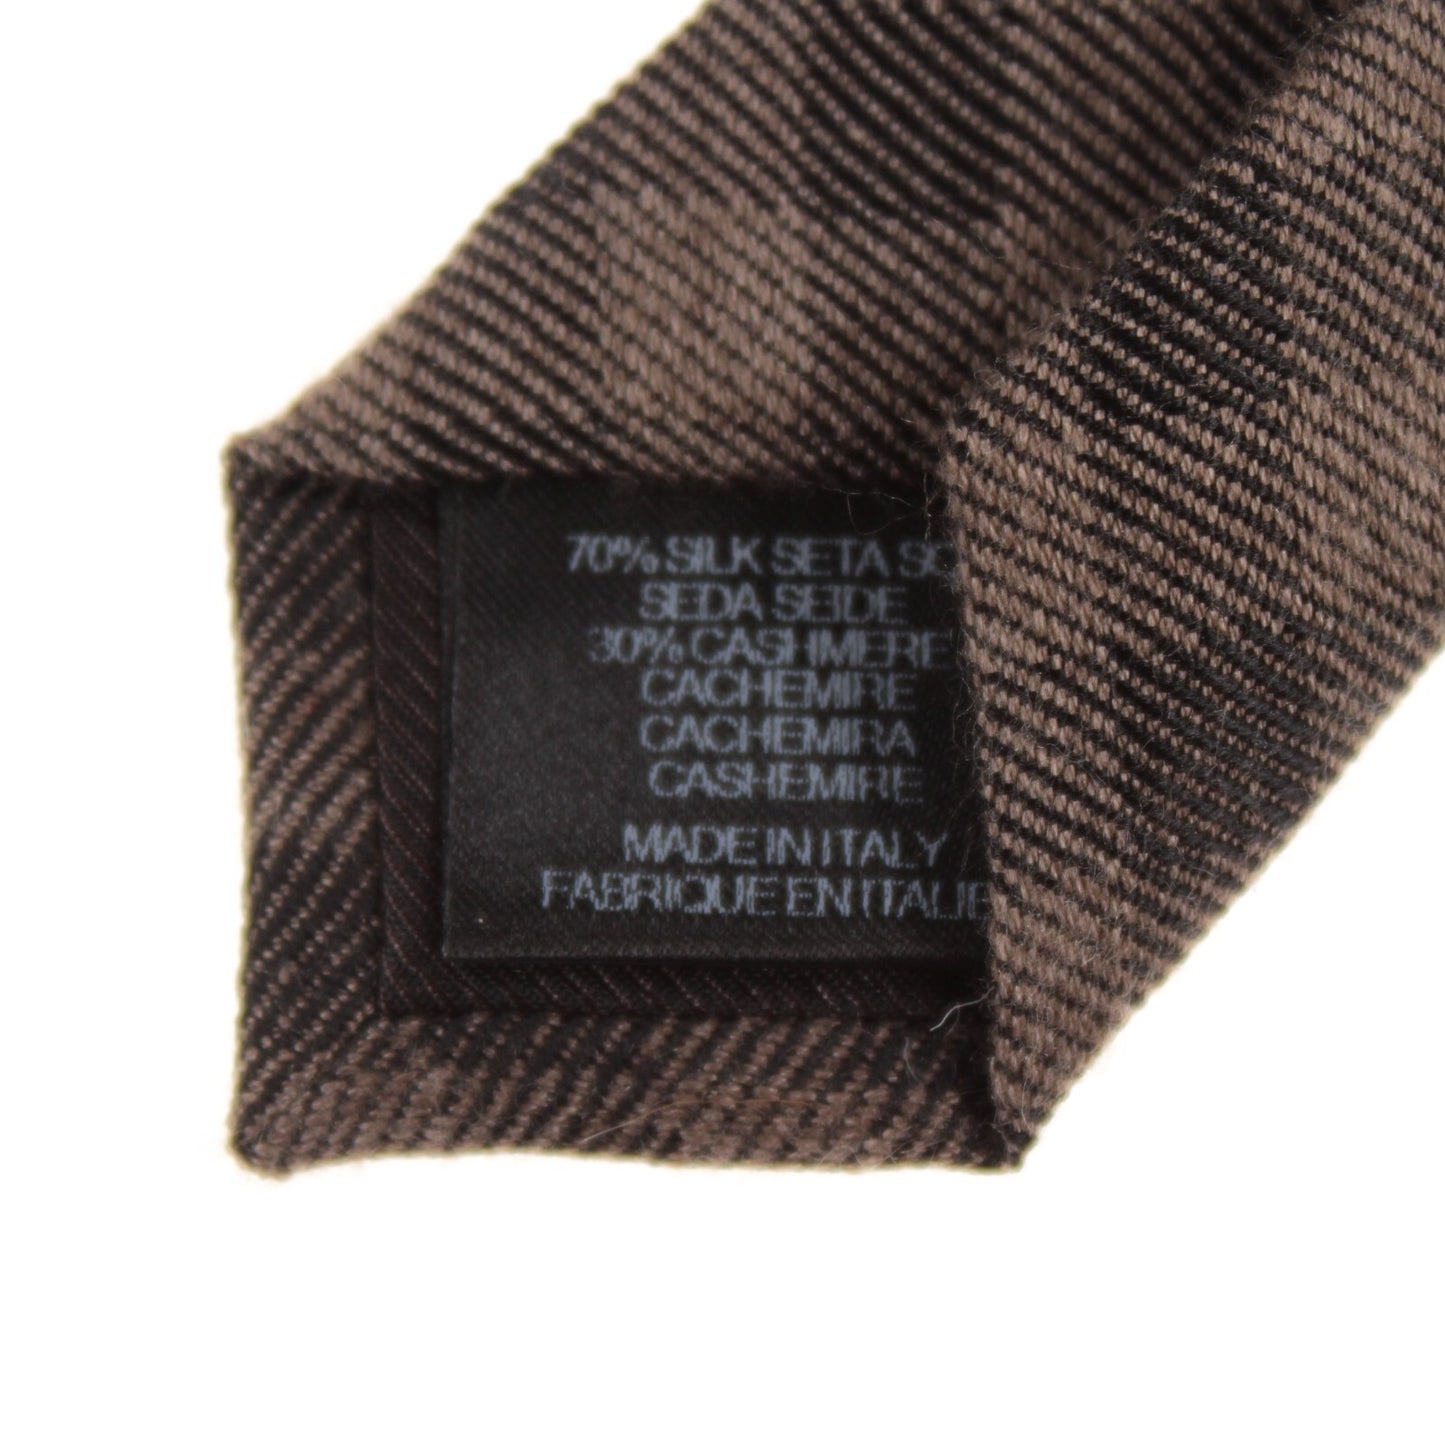 70% SILK SETA
SEDA SEIDE
30% CASHMERE
CACHEMIRE
CACHEMIRA
CASHEMIRE
MADE IN ITALY
FABRIQUE EN ITALIE